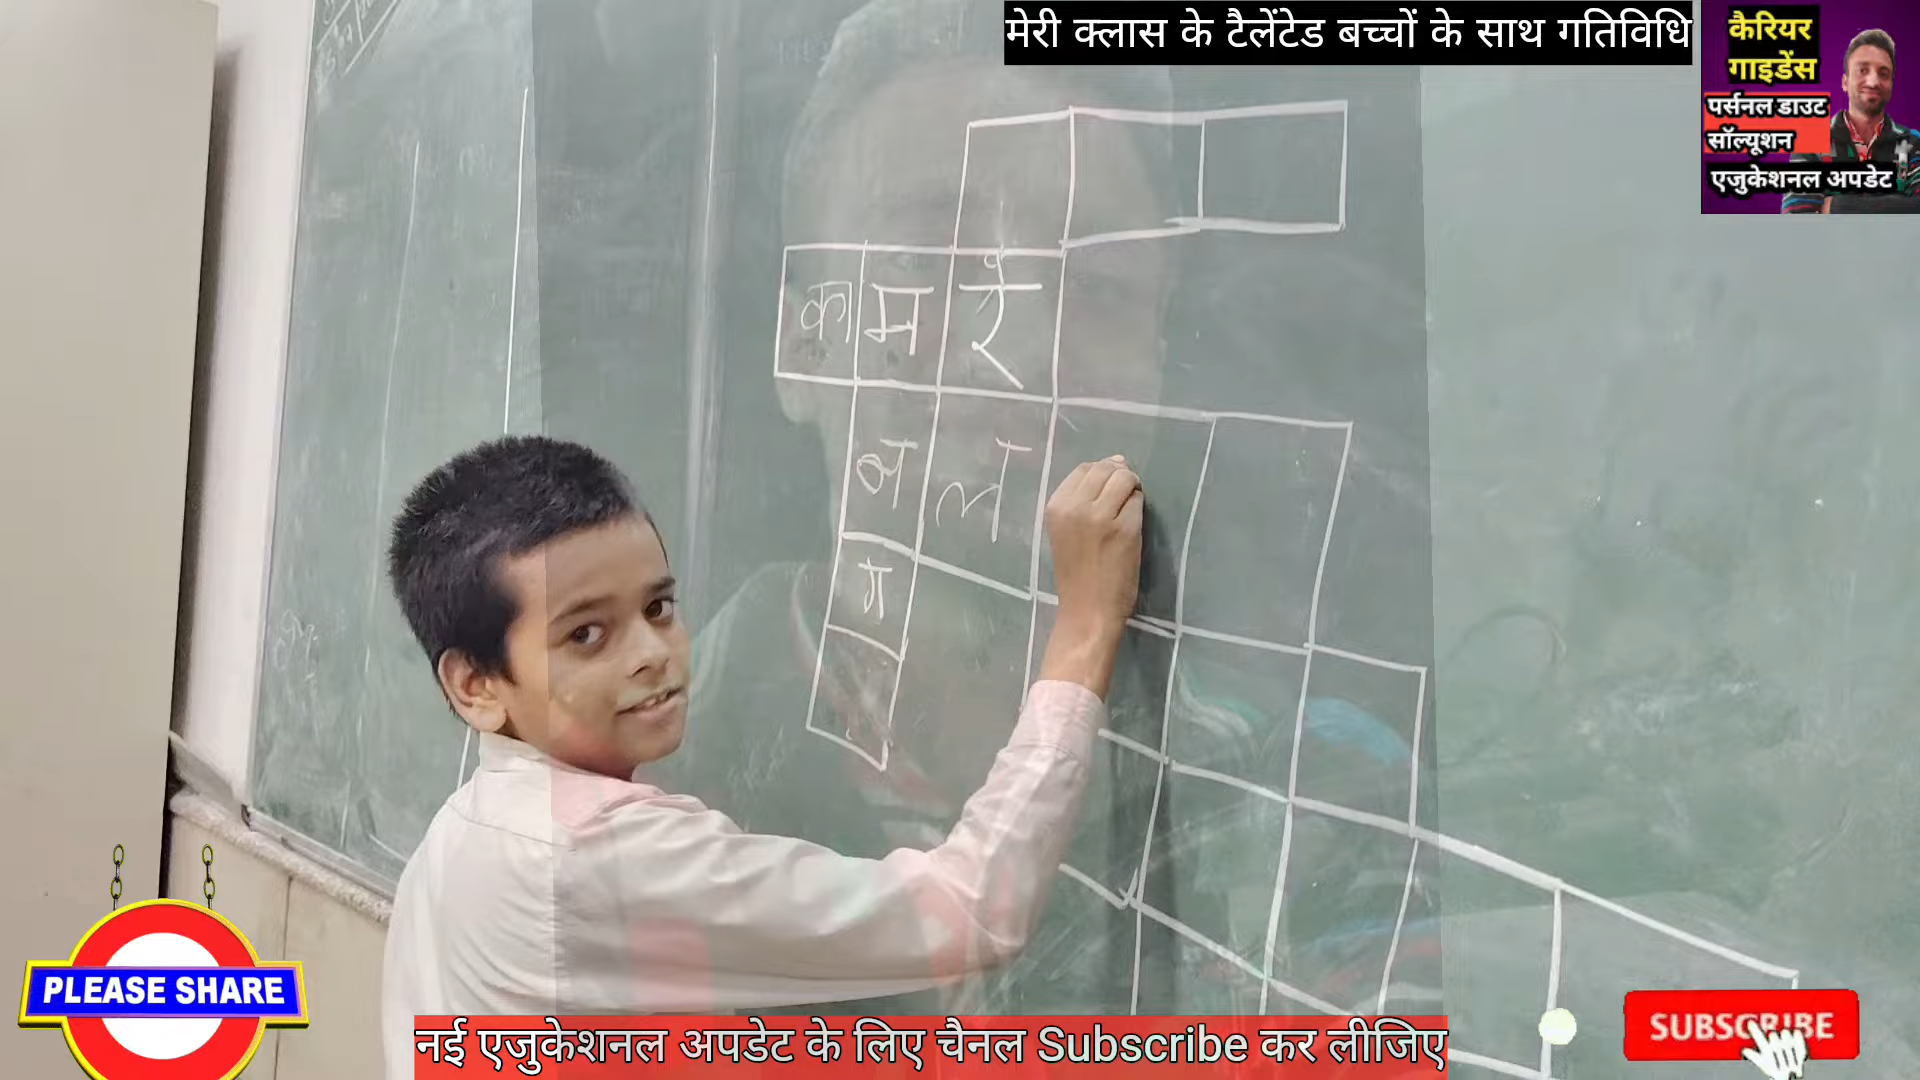 मेरी क्लास के टैलेंटेड बच्चों के साथ गतिविधि
कैरियर
गाइडेंस
पर्सनल डाउट
सॉल्यूशन
एजुकेशनल अपडेट
का म रे
ल
ग
PLEASE SHARE
नई एजुकेशनल अपडेट के लिए चैनल Subscribe कर लीजिए
SUBSCRIBE